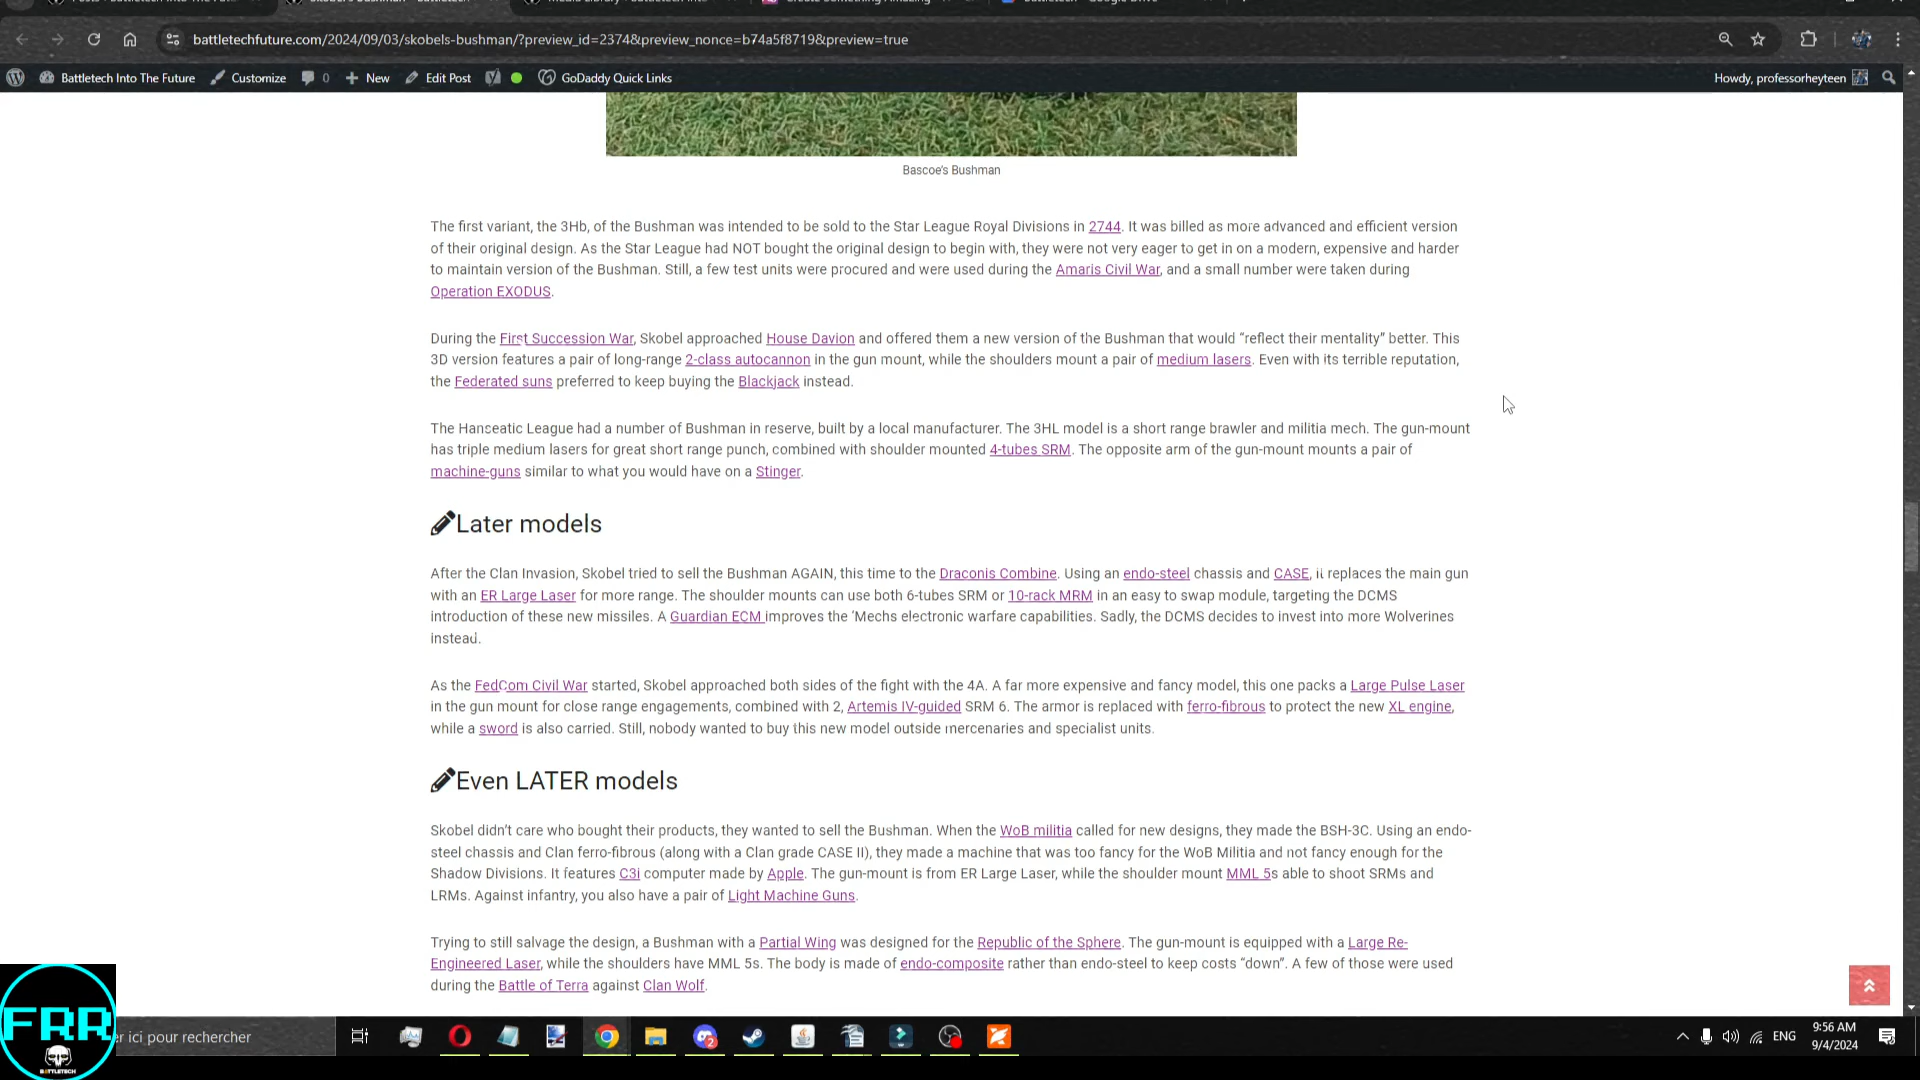 battletechfuture.com/2024/09/03/skobels-bushman/?preview_id=2374&preview_nonce=b74a5f8719&preview=true
Battletech Into The Future Customize 0 New Edit Post GoDaddy Quick Links Howdy, professorheyteen
Bascoe's Bushman
The first variant, the 3Hb, of the Bushman was intended to be sold to the Star League Royal Divisions in 2744. It was billed as more advanced and efficient version
of their original design. As the Star League had NOT bought the original design to begin with, they were not very eager to get in on a modern, expensive and harder
to maintain version of the Bushman. Still, a few test units were procured and were used during the Amaris Civil War, and a small number were taken during
Operation EXODUS.
During the First Succession War, Skobel approached House Davion and offered them a new version of the Bushman that would “reflect their mentality” better. This
3D version features a pair of long-range 2-class autocannon in the gun mount, while the shoulders mount a pair of medium lasers. Even with its terrible reputation,
the Federated suns preferred to keep buying the Blackjack instead.
The Hanseatic League had a number of Bushman in reserve, built by a local manufacturer. The 3HL model is a short range brawler and militia mech. The gun-mount
has triple medium lasers for great short range punch, combined with shoulder mounted 4-tubes SRM. The opposite arm of the gun-mount mounts a pair of
machine-guns similar to what you would have on a Stinger.
Later models
After the Clan Invasion, Skobel tried to sell the Bushman AGAIN, this time to the Draconis Combine. Using an endo-steel chassis and CASE, it replaces the main gun
with an ER Large Laser for more range. The shoulder mounts can use both 6-tubes SRM or 10-rack MRM in an easy to swap module, targeting the DCMS
introduction of these new missiles. A Guardian ECM improves the ’Mechs electronic warfare capabilities. Sadly, the DCMS decides to invest into more Wolverines
instead.
As the FedCom Civil War started, Skobel approached both sides of the fight with the 4A. A far more expensive and fancy model, this one packs a Large Pulse Laser
in the gun mount for close range engagements, combined with 2, Artemis IV-guided SRM 6. The armor is replaced with ferro-fibrous to protect the new XL engine,
while a sword is also carried. Still, nobody wanted to buy this new model outside mercenaries and specialist units.
Even LATER models
Skobel didn’t care who bought their products, they wanted to sell the Bushman. When the WoB militia called for new designs, they made the BSH-3C. Using an endo-
steel chassis and Clan ferro-fibrous (along with a Clan grade CASE II), they made a machine that was too fancy for the WoB Militia and not fancy enough for the
Shadow Divisions. It features C3i computer made by Apple. The gun-mount is from ER Large Laser, while the shoulder mount MML 5s able to shoot SRMs and
LRMs. Against infantry, you also have a pair of Light Machine Guns.
Trying to still salvage the design, a Bushman with a Partial Wing was designed for the Republic of the Sphere. The gun-mount is equipped with a Large Re-
Engineered Laser, while the shoulders have MML 5s. The body is made of endo-composite rather than endo-steel to keep costs “down”. A few of those were used
during the Battle of Terra against Clan Wolf.
FRR
BATTLETECH
er ici pour rechercher
2
ENG
9:56 AM
9/4/2024